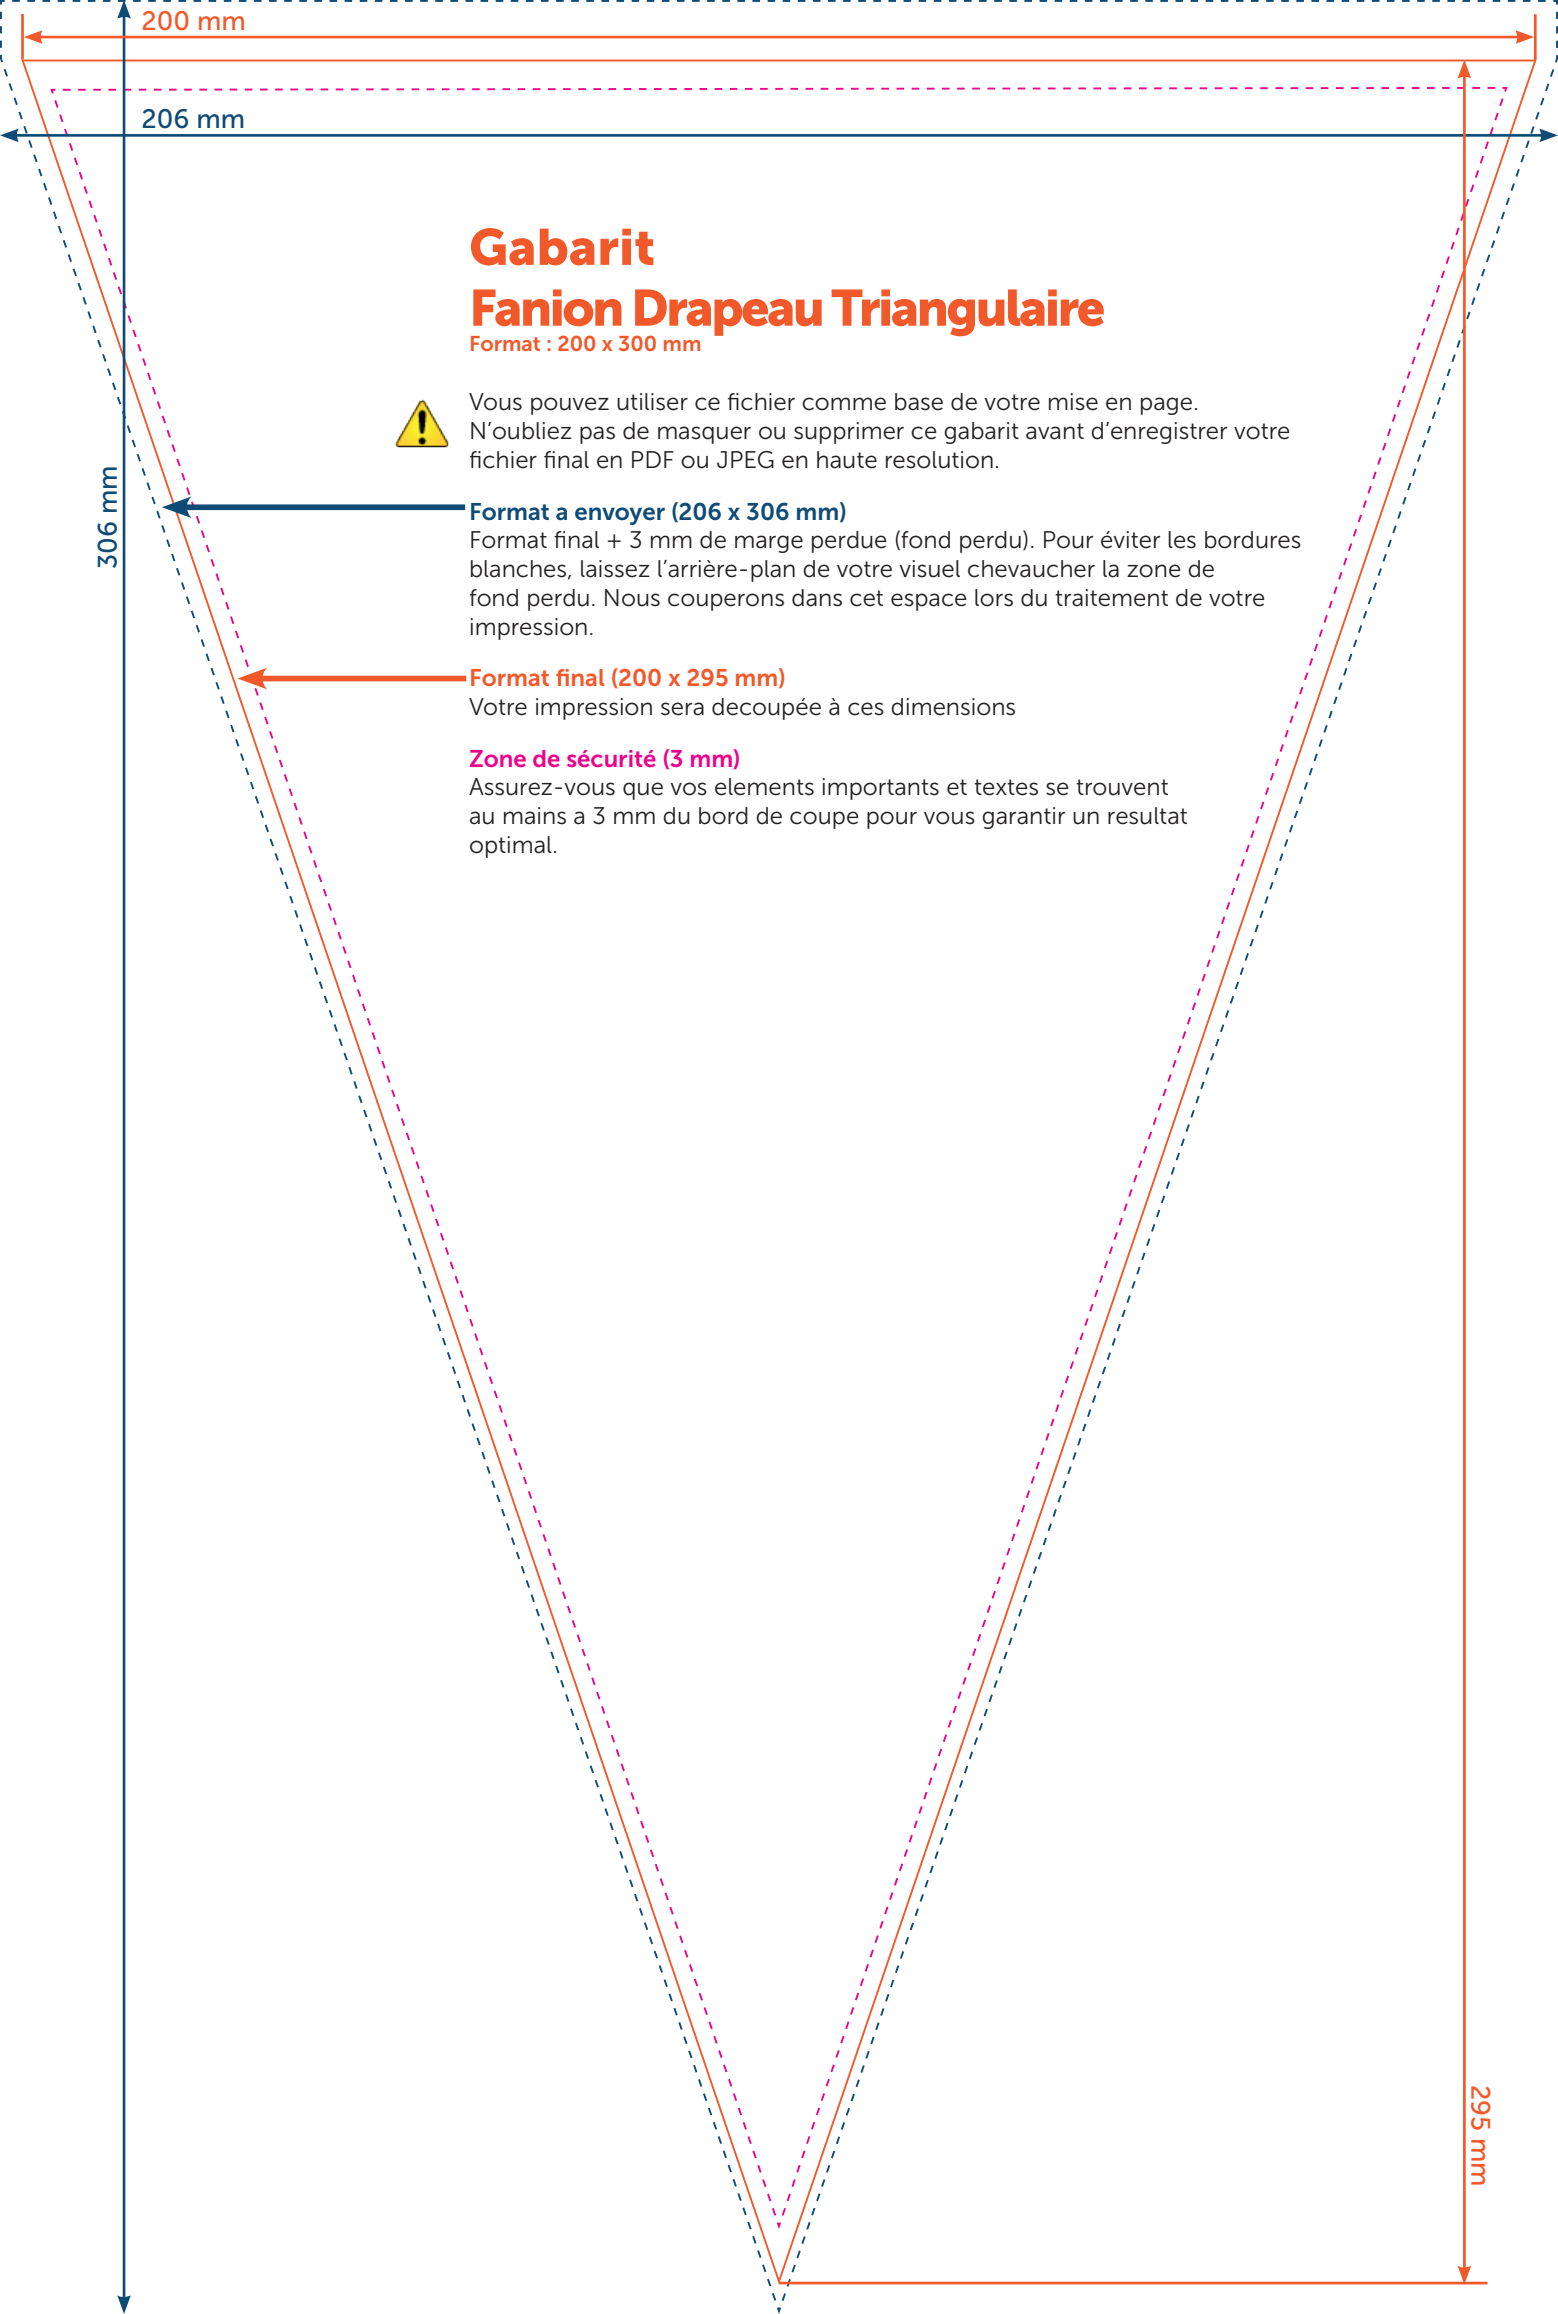 200 mm
206 mm
Gabarit
Fanion Drapeau Triangulaire
Format : 200 x 300 mm
Vous pouvez utiliser ce fichier comme base de votre mise en page.
N’oubliez pas de masquer ou supprimer ce gabarit avant d’enregistrer votre
fichier final en PDF ou JPEG en haute resolution.
306 mm
Format a envoyer (206 x 306 mm)
Format final + 3 mm de marge perdue (fond perdu). Pour éviter les bordures
blanches, laissez l’arrière-plan de votre visuel chevaucher la zone de
fond perdu. Nous couperons dans cet espace lors du traitement de votre
impression.
Format final (200 x 295 mm)
Votre impression sera decoupée à ces dimensions
Zone de sécurité (3 mm)
Assurez-vous que vos elements importants et textes se trouvent
au mains a 3 mm du bord de coupe pour vous garantir un resultat
optimal.
295 mm